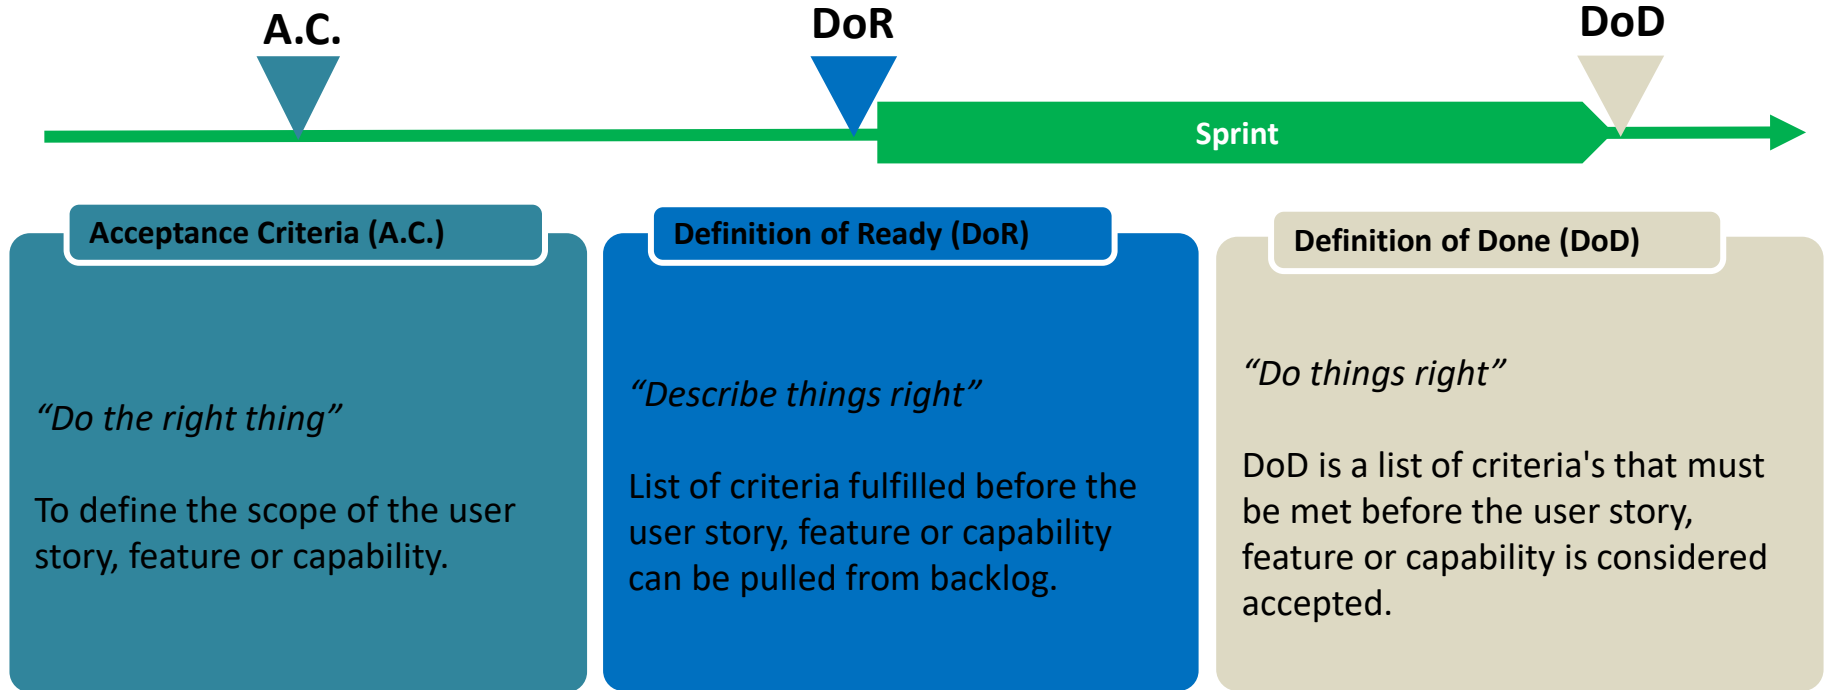 A.C.
DoR
DoD
Sprint
Acceptance Criteria (A.C.)
“Do the right thing”
To define the scope of the user
story, feature or capability.
Definition of Ready (DoR)
“Describe things right”
List of criteria fulfilled before the
user story, feature or capability
can be pulled from backlog.
Definition of Done (DoD)
“Do things right”
DoD is a list of criteria's that must
be met before the user story,
feature or capability is considered
accepted.